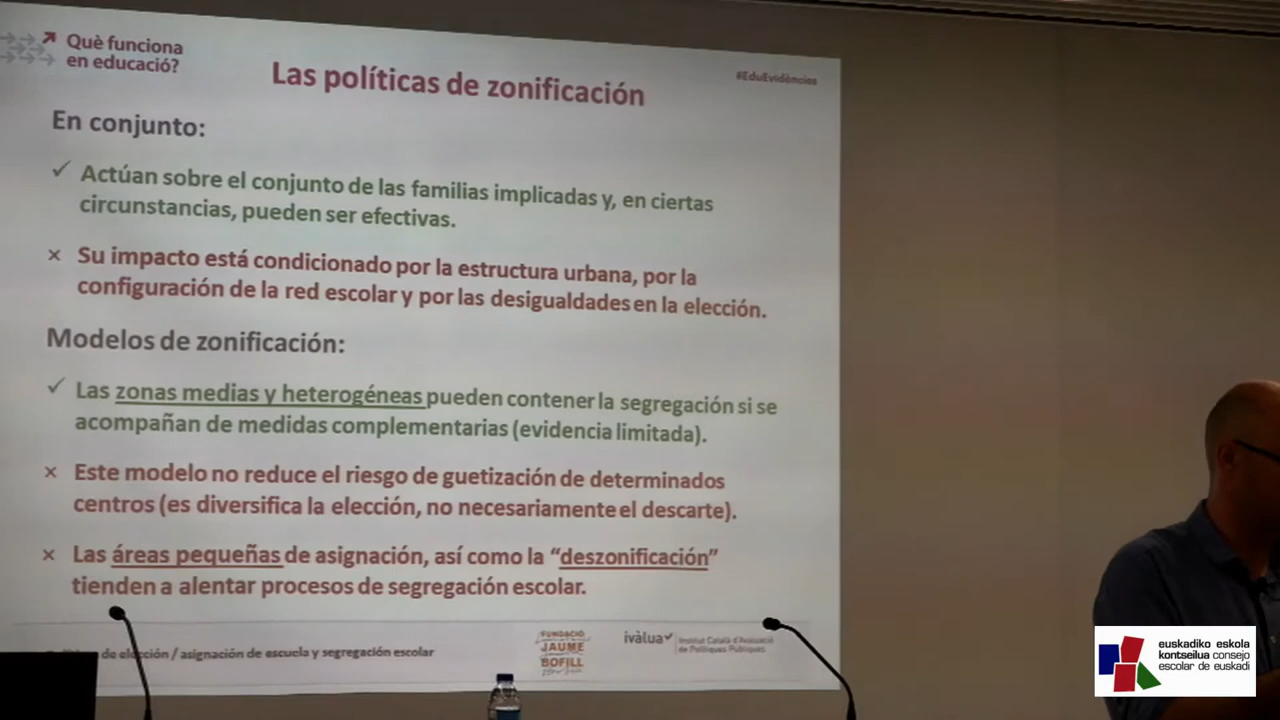 Què funciona
en educació?
#EduEvidències
Las políticas de zonificación
En conjunto:
✓ Actúan sobre el conjunto de las familias implicadas y, en ciertas
circunstancias, pueden ser efectivas.
× Su impacto está condicionado por la estructura urbana, por la
configuración de la red escolar y por las desigualdades en la elección.
Modelos de zonificación:
✓ Las zonas medias y heterogéneas pueden contener la segregación si se
acompañan de medidas complementarias (evidencia limitada).
× Este modelo no reduce el riesgo de guetización de determinados
centros (es diversifica la elección, no necesariamente el descarte).
× Las áreas pequeñas de asignación, así como la "deszonificación"
tienden a alentar procesos de segregación escolar.
de elección / asignación de escuela y segregación escolar
FUNDACIÓ
JAUME
BOFILL
ivàlua
Institut Català d'Avaluació
de Polítiques Públiques
euskadiko eskola
kontseilua consejo
escolar de euskadi